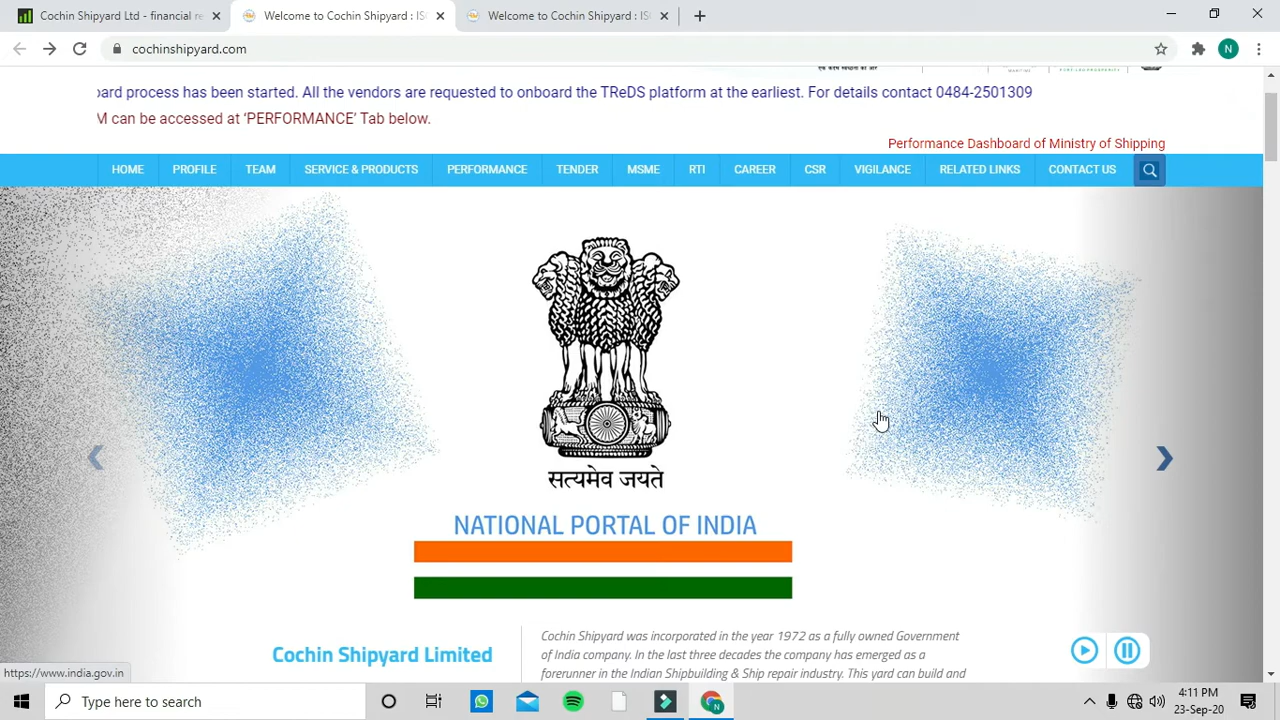 Cochin Shipyard Ltd - financial re
Welcome to Cochin Shipyard : ISO
Welcome to Cochin Shipyard : ISC
cochinshipyard.com
N
oard process has been started. All the vendors are requested to onboard the TReDS platform at the earliest. For details contact 0484-2501309
M can be accessed at ‘PERFORMANCE’ Tab below.
Performance Dashboard of Ministry of Shipping
HOME PROFILE TEAM SERVICE & PRODUCTS PERFORMANCE TENDER MSME RTI CAREER CSR VIGILANCE RELATED LINKS CONTACT US
सत्यमेव जयते
NATIONAL PORTAL OF INDIA
Cochin Shipyard Limited
Cochin Shipyard was incorporated in the year 1972 as a fully owned Government
of India company. In the last three decades the company has emerged as a
forerunner in the Indian Shipbuilding & Ship repair industry. This yard can build and
https://www.india.gov.in
Type here to search
N
4:11 PM
23-Sep-20